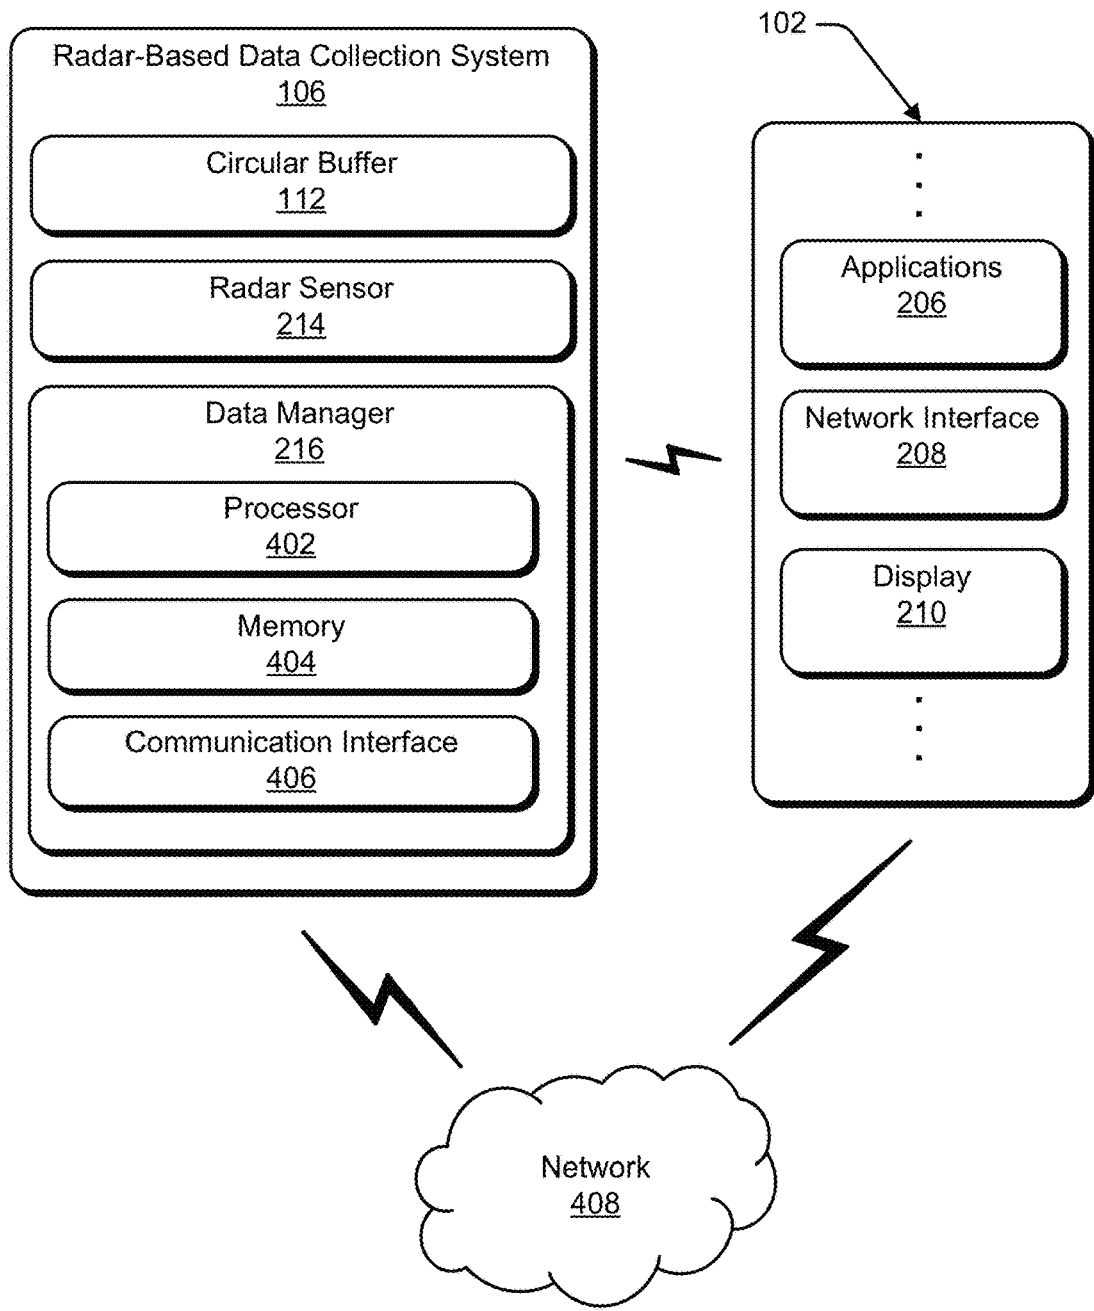 Radar-Based Data Collection System
106
Circular Buffer
112
Radar Sensor
214
Data Manager
216
Processor
402
Memory
404
Communication Interface
406
102
Applications
206
Network Interface
208
Display
210
Network
408